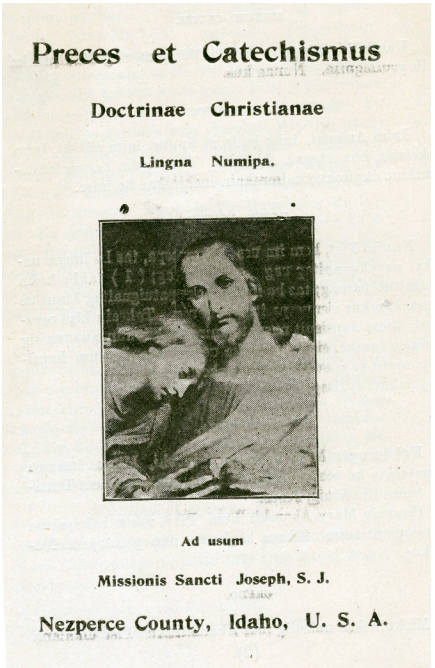 Preces et Catechismus
Doctrinae Christianae
Lingna Numipa.
Ad usum
Missionis Sancti Joseph, S. J.
Nezperce County, Idaho, U. S. A.